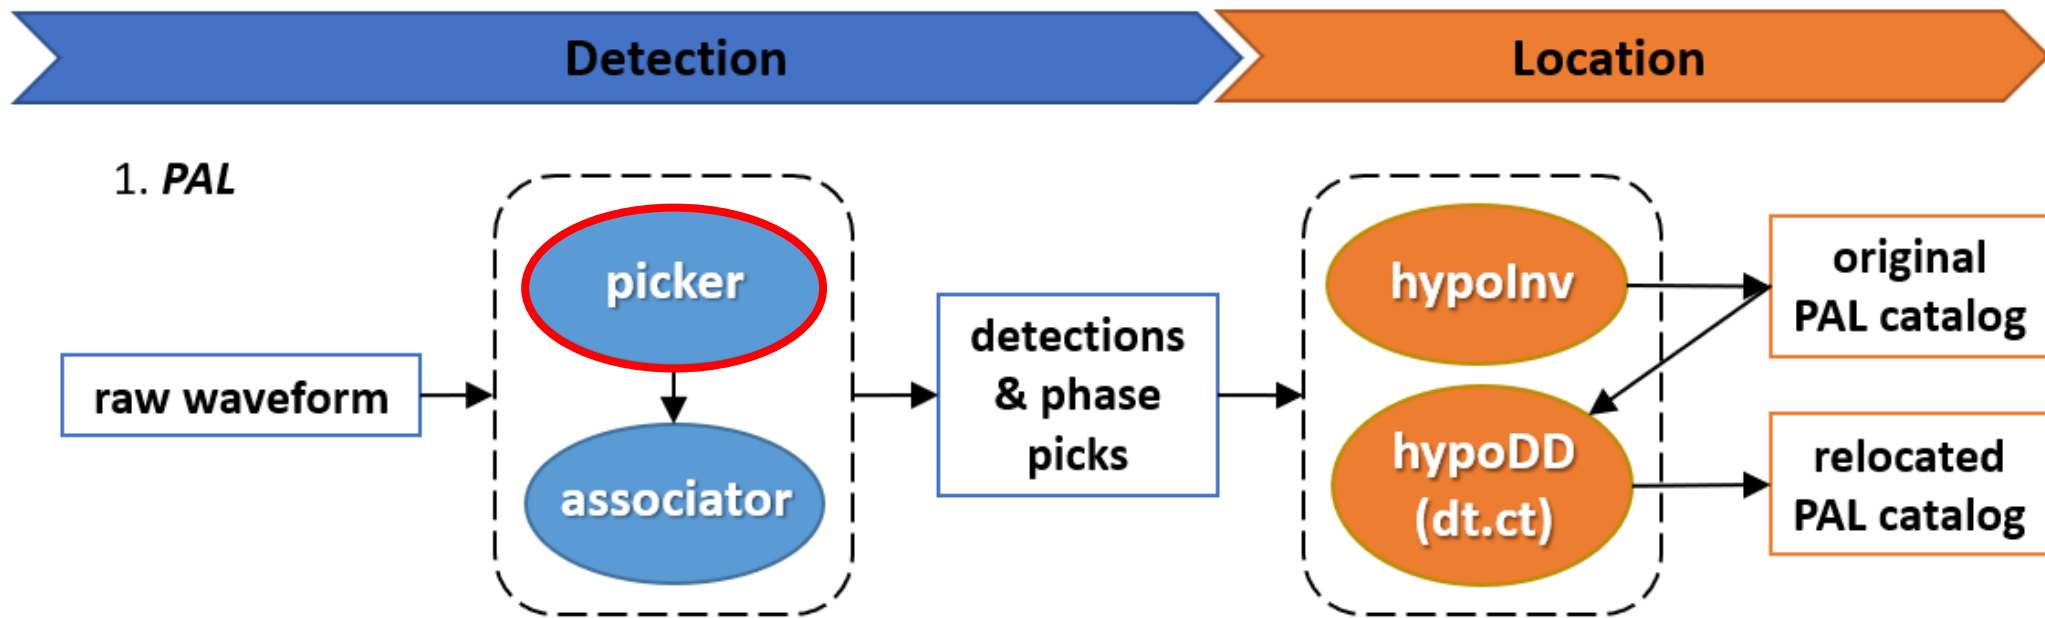 Detection
Location
1. PAL
picker
associator
raw waveform
detections
& phase
picks
hypoInv
hypoDD
(dt.ct)
original
PAL catalog
relocated
PAL catalog